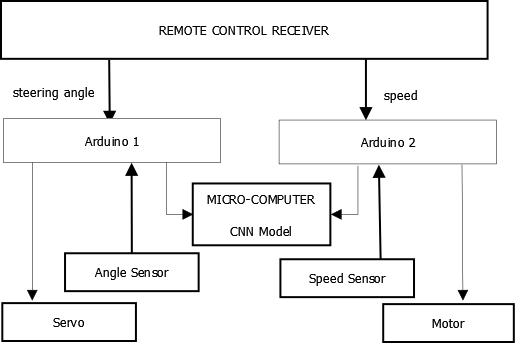 REMOTE CONTROL RECEIVER
steering angle
speed
Arduino 1
Arduino 2
MICRO-COMPUTER
CNN Model
Angle Sensor
Speed Sensor
Servo
Motor